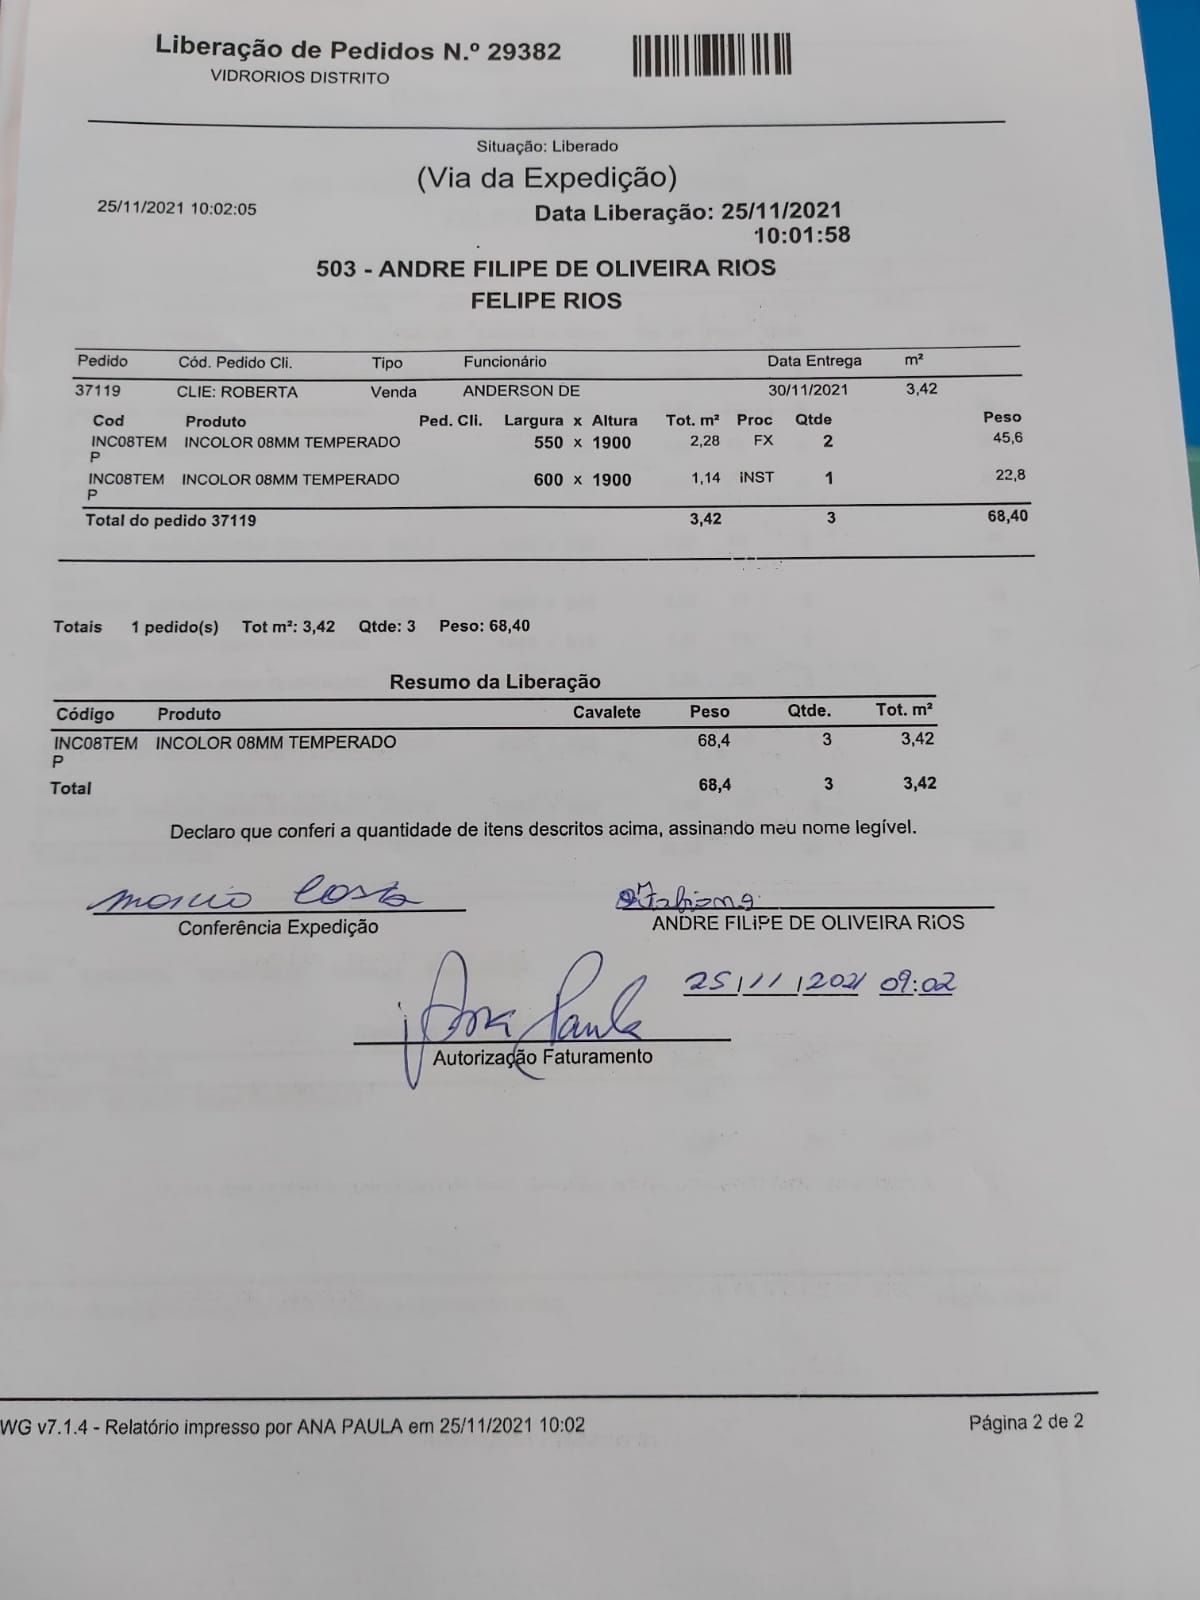 Liberação de Pedidos N.º 29382
VIDRORIOS DISTRITO
Situação: Liberado
(Via da Expedição)
25/11/2021 10:02:05
Data Liberação: 25/11/2021
10:01:58
503 - ANDRE FILIPE DE OLIVEIRA RIOS
FELIPE RIOS
Pedido Cód. Pedido Cli. Tipo Funcionário Data Entrega m²
37119 CLIE: ROBERTA Venda ANDERSON DE 30/11/2021 3,42
Cod Produto Ped. Cli. Largura x Altura Tot. m² Proc Qtde Peso
INC08TEM INCOLOR 08MM TEMPERADO 550 x 1900 2,28 FX 2 45,6
P
INC08TEM INCOLOR 08MM TEMPERADO 600 x 1900 1,14 INST 1 22,8
P
Total do pedido 37119 3,42 3 68,40
Totais 1 pedido(s) Tot m²: 3,42 Qtde: 3 Peso: 68,40
Resumo da Liberação
Código Produto Cavalete Peso Qtde. Tot. m²
INC08TEM INCOLOR 08MM TEMPERADO 68,4 3 3,42
P
Total 68,4 3 3,42
Declaro que conferi a quantidade de itens descritos acima, assinando meu nome legível.
marcio Costa
Conferência Expedição
ANDRE FILIPE DE OLIVEIRA RIOS
25/11/2021 09:02
Ana Paula
Autorização Faturamento
WG v7.1.4 - Relatório impresso por ANA PAULA em 25/11/2021 10:02
Página 2 de 2